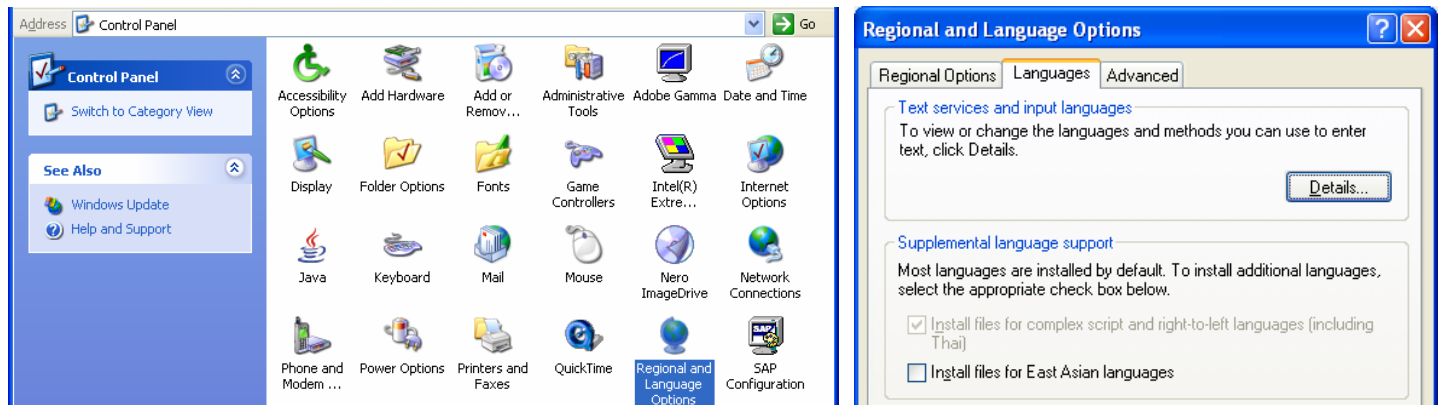 Address Control Panel Go
Control Panel
Switch to Category View
See Also
Windows Update
Help and Support
Accessibility Options
Add Hardware
Add or Remov...
Administrative Tools
Adobe Gamma
Date and Time
Display
Folder Options
Fonts
Game Controllers
Intel(R) Extre...
Internet Options
Java
Keyboard
Mail
Mouse
Nero ImageDrive
Network Connections
Phone and Modem ...
Power Options
Printers and Faxes
QuickTime
Regional and Language Options
SAP
SAP Configuration
Regional and Language Options
Regional Options Languages Advanced
Text services and input languages
To view or change the languages and methods you can use to enter
text, click Details.
Details...
Supplemental language support
Most languages are installed by default. To install additional languages,
select the appropriate check box below.
Install files for complex script and right-to-left languages (including
Thai)
Install files for East Asian languages